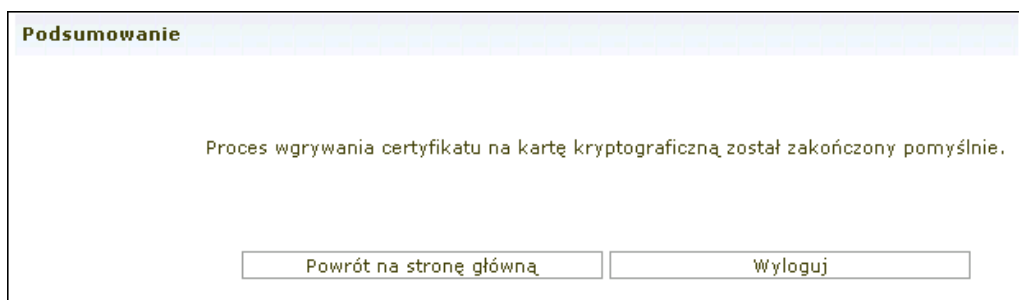 Podsumowanie
Proces wgrywania certyfikatu na kartę kryptograficzną został zakończony pomyślnie.
Powrót na stronę główną
Wyloguj